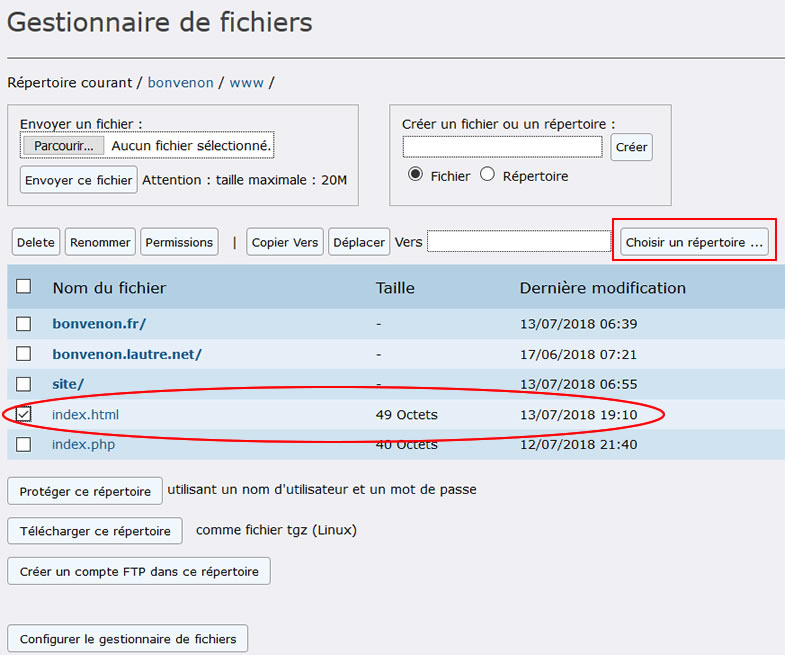 Gestionnaire de fichiers
Répertoire courant / bonvenon / www /
Envoyer un fichier :
Parcourir... Aucun fichier sélectionné.
Envoyer ce fichier Attention : taille maximale : 20M
Créer un fichier ou un répertoire :
Créer
Fichier Répertoire
Delete Renommer Permissions | Copier Vers Déplacer Vers Choisir un répertoire ...
Nom du fichier Taille Dernière modification
bonvenon.fr/ - 13/07/2018 06:39
bonvenon.lautre.net/ - 17/06/2018 07:21
site/ - 13/07/2018 06:55
index.html 49 Octets 13/07/2018 19:10
index.php 40 Octets 12/07/2018 21:40
Protéger ce répertoire utilisant un nom d'utilisateur et un mot de passe
Télécharger ce répertoire comme fichier tgz (Linux)
Créer un compte FTP dans ce répertoire
Configurer le gestionnaire de fichiers